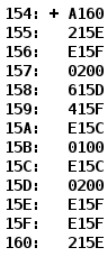 154: + A160
155: 215E
156: E15F
157: 0200
158: 615D
159: 415F
15A: E15C
15B: 0100
15C: E15C
15D: 0200
15E: E15F
15F: E15F
160: 215E